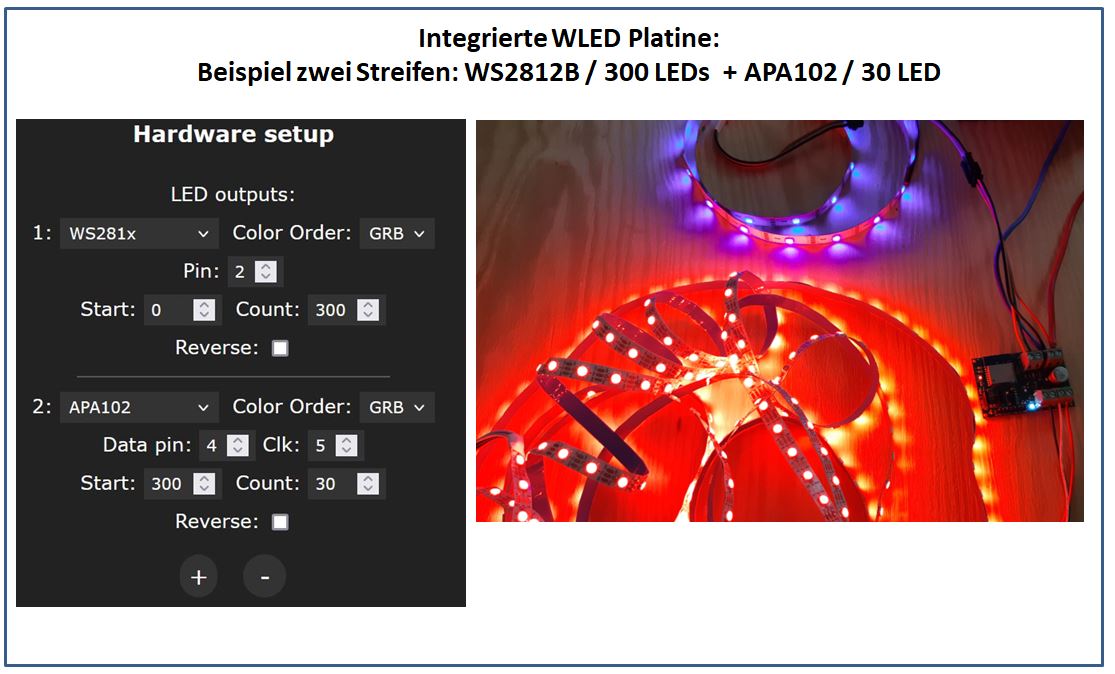 Integrierte WLED Platine:
Beispiel zwei Streifen: WS2812B / 300 LEDs + APA102 / 30 LED
Hardware setup
LED outputs:
1: WS281x Color Order: GRB
Pin: 2
Start: 0 Count: 300
Reverse:
2: APA102 Color Order: GRB
Data pin: 4 Clk: 5
Start: 300 Count: 30
Reverse:
+ -